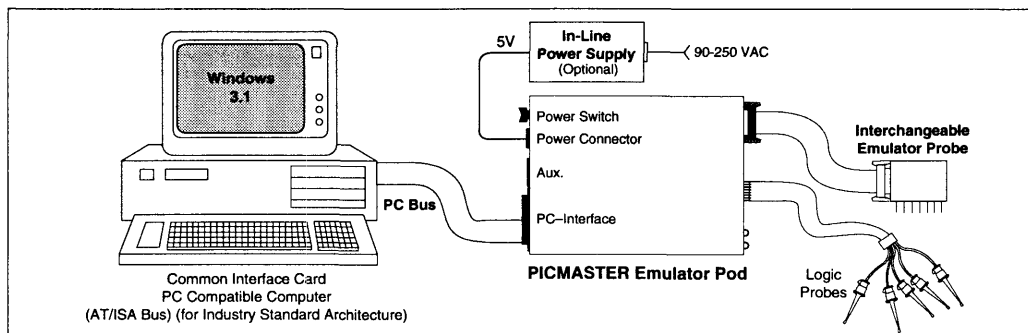 Windows
3.1
5V
In-Line
Power Supply
(Optional)
90-250 VAC
Power Switch
Power Connector
Aux.
PC–Interface
PC Bus
Interchangeable
Emulator Probe
Logic
Probes
PICMASTER Emulator Pod
Common Interface Card
PC Compatible Computer
(AT/ISA Bus) (for Industry Standard Architecture)